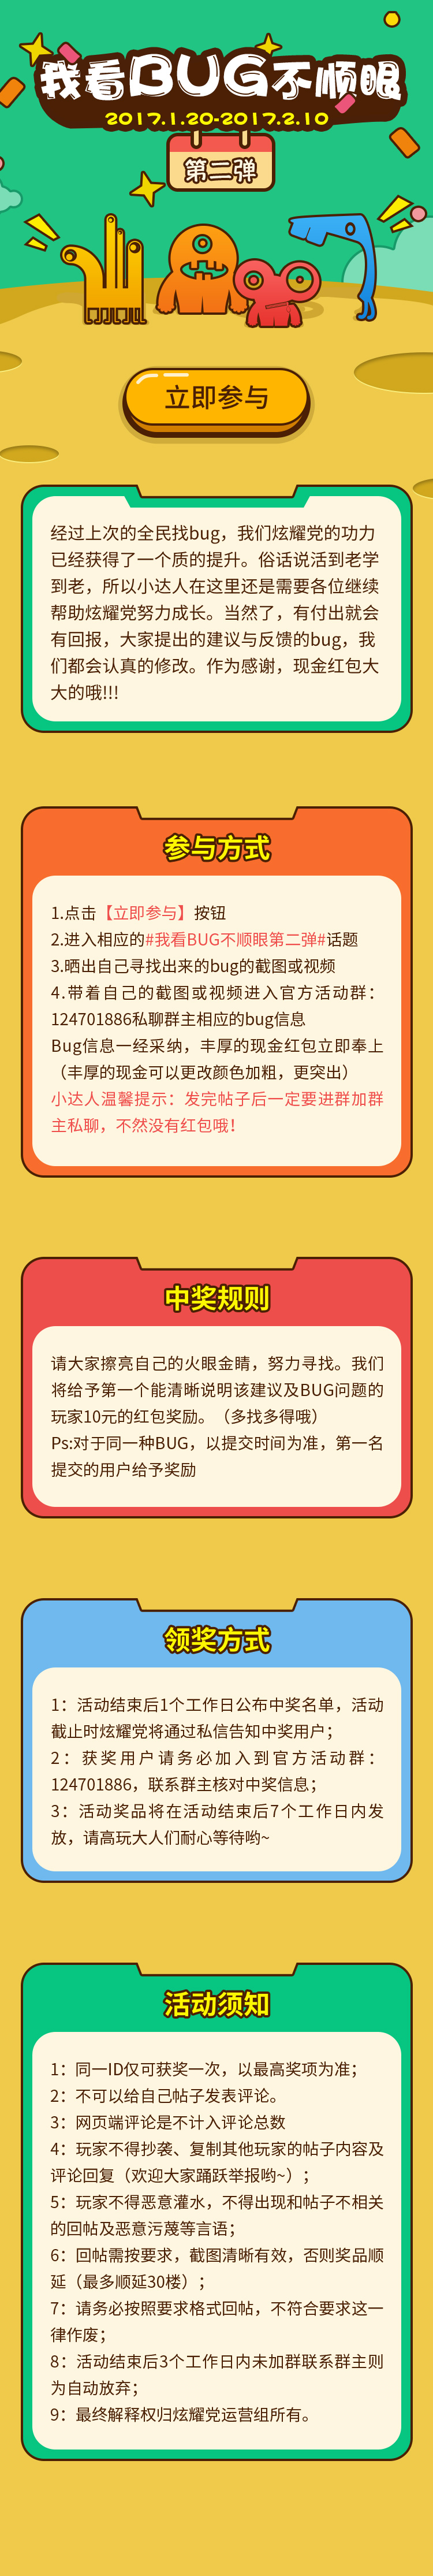 我看BUG不顺眼
2017.1.20-2017.2.10
第二弹
立即参与
经过上次的全民找bug，我们炫耀党的功力
已经获得了一个质的提升。俗话说活到老学
到老，所以小达人在这里还是需要各位继续
帮助炫耀党努力成长。当然了，有付出就会
有回报，大家提出的建议与反馈的bug，我
们都会认真的修改。作为感谢，现金红包大
大的哦!!!
参与方式
1.点击【立即参与】按钮
2.进入相应的#我看BUG不顺眼第二弹#话题
3.晒出自己寻找出来的bug的截图或视频
4.带着自己的截图或视频进入官方活动群：
124701886私聊群主相应的bug信息
Bug信息一经采纳，丰厚的现金红包立即奉上
（丰厚的现金可以更改颜色加粗，更突出）
小达人温馨提示：发完帖子后一定要进群加群
主私聊，不然没有红包哦！
中奖规则
请大家擦亮自己的火眼金睛，努力寻找。我们
将给予第一个能清晰说明该建议及BUG问题的
玩家10元的红包奖励。（多找多得哦）
Ps:对于同一种BUG，以提交时间为准，第一名
提交的用户给予奖励
领奖方式
1：活动结束后1个工作日公布中奖名单，活动
截止时炫耀党将通过私信告知中奖用户；
2：获奖用户请务必加入到官方活动群：
124701886，联系群主核对中奖信息；
3：活动奖品将在活动结束后7个工作日内发
放，请高玩大人们耐心等待哟~
活动须知
1：同一ID仅可获奖一次，以最高奖项为准；
2：不可以给自己帖子发表评论。
3：网页端评论是不计入评论总数
4：玩家不得抄袭、复制其他玩家的帖子内容及
评论回复（欢迎大家踊跃举报哟~）；
5：玩家不得恶意灌水，不得出现和帖子不相关
的回帖及恶意污蔑等言语；
6：回帖需按要求，截图清晰有效，否则奖品顺
延（最多顺延30楼）；
7：请务必按照要求格式回帖，不符合要求这一
律作废；
8：活动结束后3个工作日内未加群联系群主则
为自动放弃；
9：最终解释权归炫耀党运营组所有。